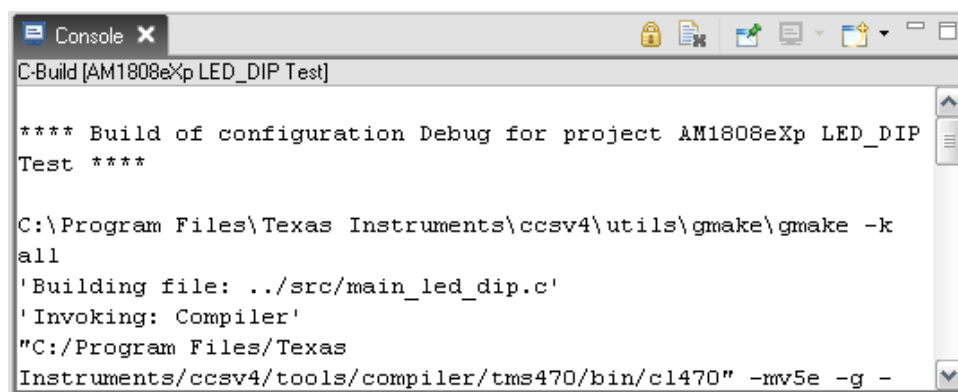 Console
C-Build [AM1808eXp LED_DIP Test]
**** Build of configuration Debug for project AM1808eXp LED_DIP
Test ****
C:\Program Files\Texas Instruments\ccsv4\utils\gmake\gmake -k
all
'Building file: ../src/main_led_dip.c'
'Invoking: Compiler'
"C:/Program Files/Texas
Instruments/ccsv4/tools/compiler/tms470/bin/cl470" -mv5e -g -